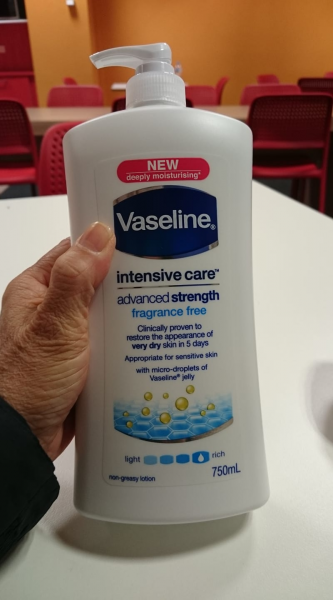 NEW
deeply moisturising*
Vaseline®
intensive care™
advanced strength
fragrance free
Clinically proven to
restore the appearance of
very dry skin in 5 days
Appropriate for sensitive skin
with micro-droplets of
Vaseline® jelly
light rich
750mL
non-greasy lotion